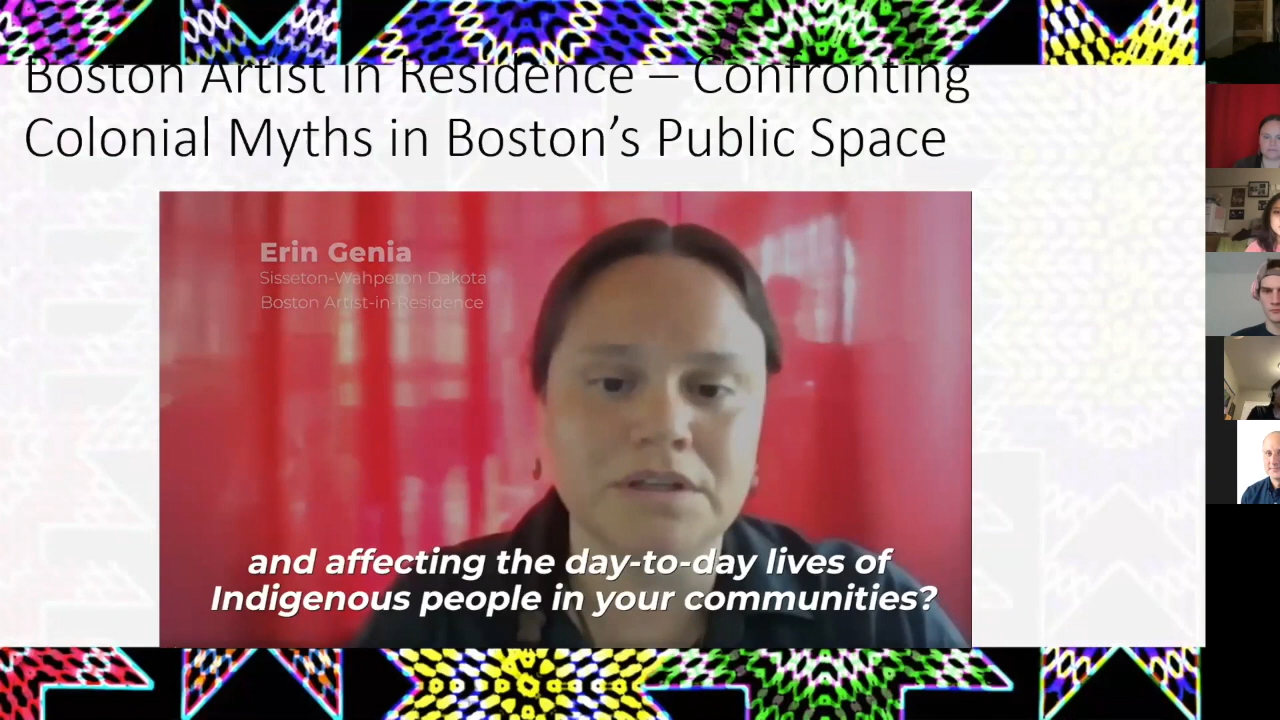 Boston Artist in Residence – Confronting
Colonial Myths in Boston’s Public Space
Erin Genia
Sisseton-Wahpeton Dakota
Boston Artist-in-Residence
and affecting the day-to-day lives of
Indigenous people in your communities?